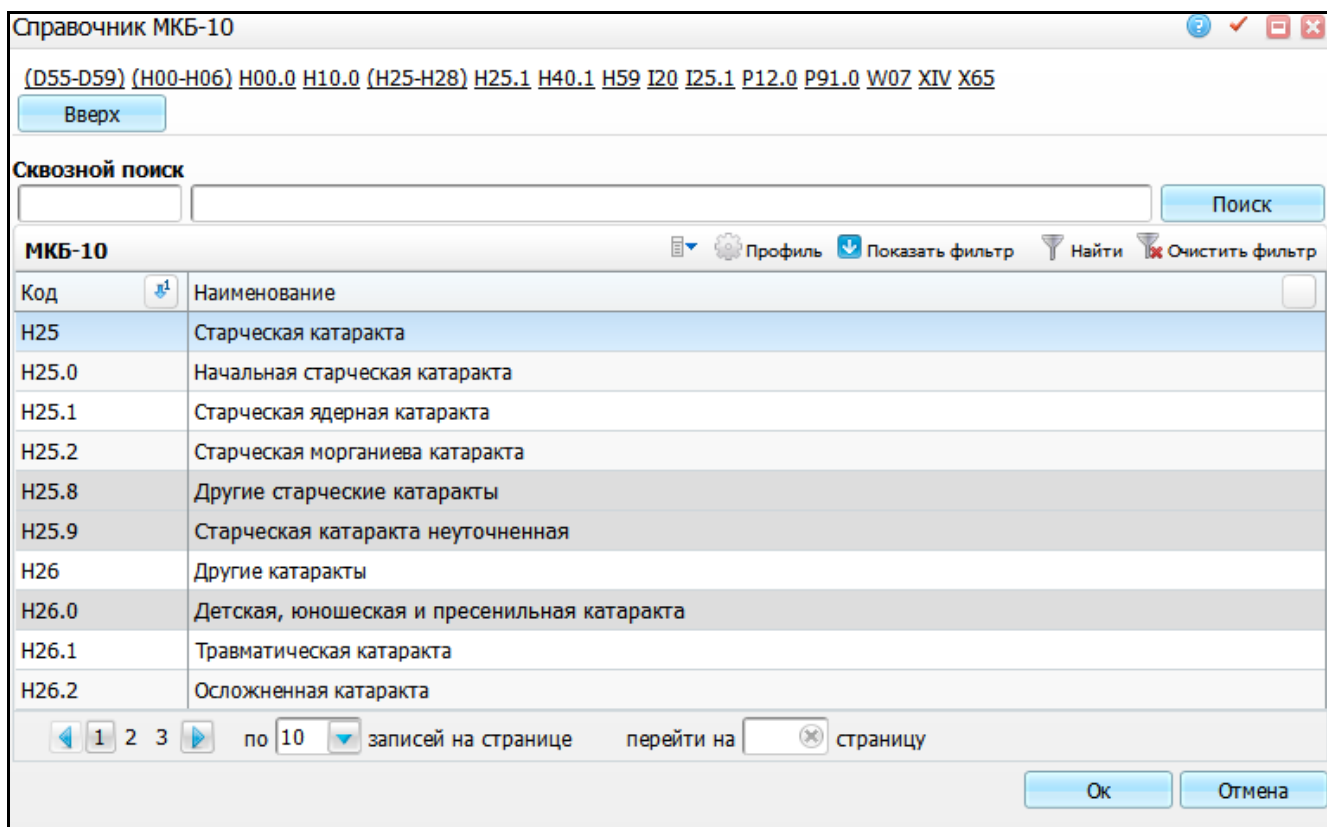 Справочник МКБ-10
(D55-D59) (H00-H06) H00.0 H10.0 (H25-H28) H25.1 H40.1 H59 I20 I25.1 P12.0 P91.0 W07 XIV X65
Вверх
Сквозной поиск
Поиск
МКБ-10 Профиль Показать фильтр Найти Очистить фильтр
Код 1 Наименование
H25 Старческая катаракта
H25.0 Начальная старческая катаракта
H25.1 Старческая ядерная катаракта
H25.2 Старческая морганиева катаракта
H25.8 Другие старческие катаракты
H25.9 Старческая катаракта неуточненная
H26 Другие катаракты
H26.0 Детская, юношеская и пресенильная катаракта
H26.1 Травматическая катаракта
H26.2 Осложненная катаракта
1 2 3 по 10 записей на странице перейти на страницу
Ок Отмена